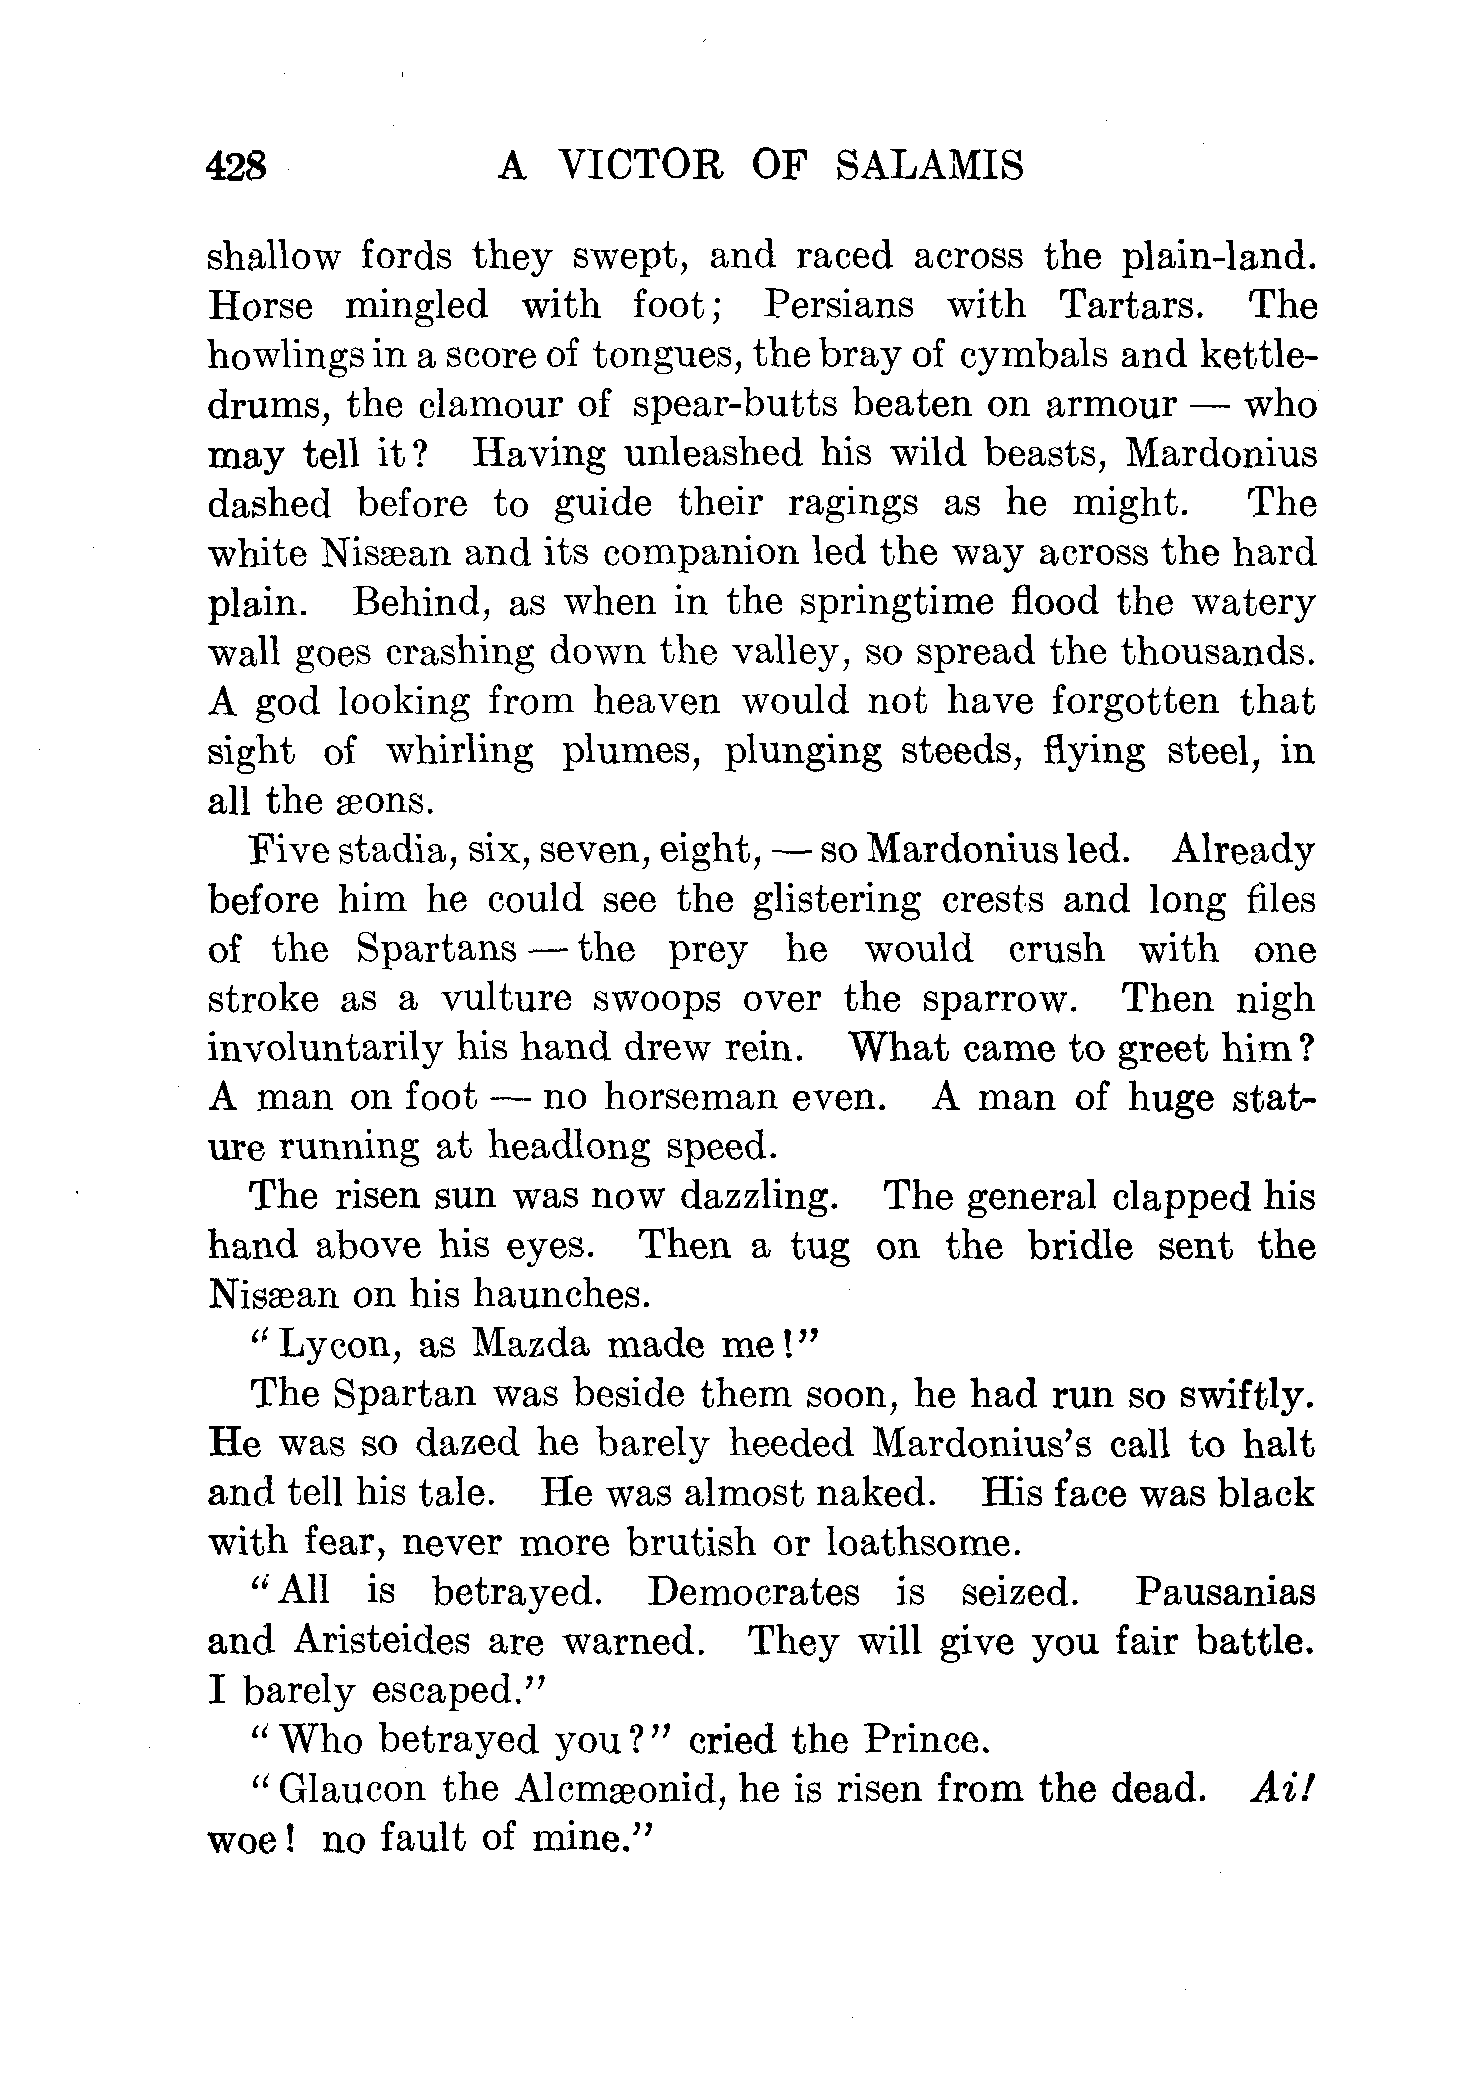 428 A VICTOR OF SALAMIS
shallow fords they swept, and raced across the plain-land.
Horse mingled with foot; Persians with Tartars. The
howlings in a score of tongues, the bray of cymbals and kettle-
drums, the clamour of spear-butts beaten on armour — who
may tell it? Having unleashed his wild beasts, Mardonius
dashed before to guide their ragings as he might. The
white Nisæan and its companion led the way across the hard
plain. Behind, as when in the springtime flood the watery
wall goes crashing down the valley, so spread the thousands.
A god looking from heaven would not have forgotten that
sight of whirling plumes, plunging steeds, flying steel, in
all the æons.
Five stadia, six, seven, eight, — so Mardonius led. Already
before him he could see the glistering crests and long files
of the Spartans — the prey he would crush with one
stroke as a vulture swoops over the sparrow. Then nigh
involuntarily his hand drew rein. What came to greet him?
A man on foot — no horseman even. A man of huge stat-
ure running at headlong speed.
The risen sun was now dazzling. The general clapped his
hand above his eyes. Then a tug on the bridle sent the
Nisæan on his haunches.
"Lycon, as Mazda made me!"
The Spartan was beside them soon, he had run so swiftly.
He was so dazed he barely heeded Mardonius's call to halt
and tell his tale. He was almost naked. His face was black
with fear, never more brutish or loathsome.
"All is betrayed. Democrates is seized. Pausanias
and Aristeides are warned. They will give you fair battle.
I barely escaped."
"Who betrayed you?" cried the Prince.
"Glaucon the Alcmæonid, he is risen from the dead. Ai!
woe! no fault of mine."